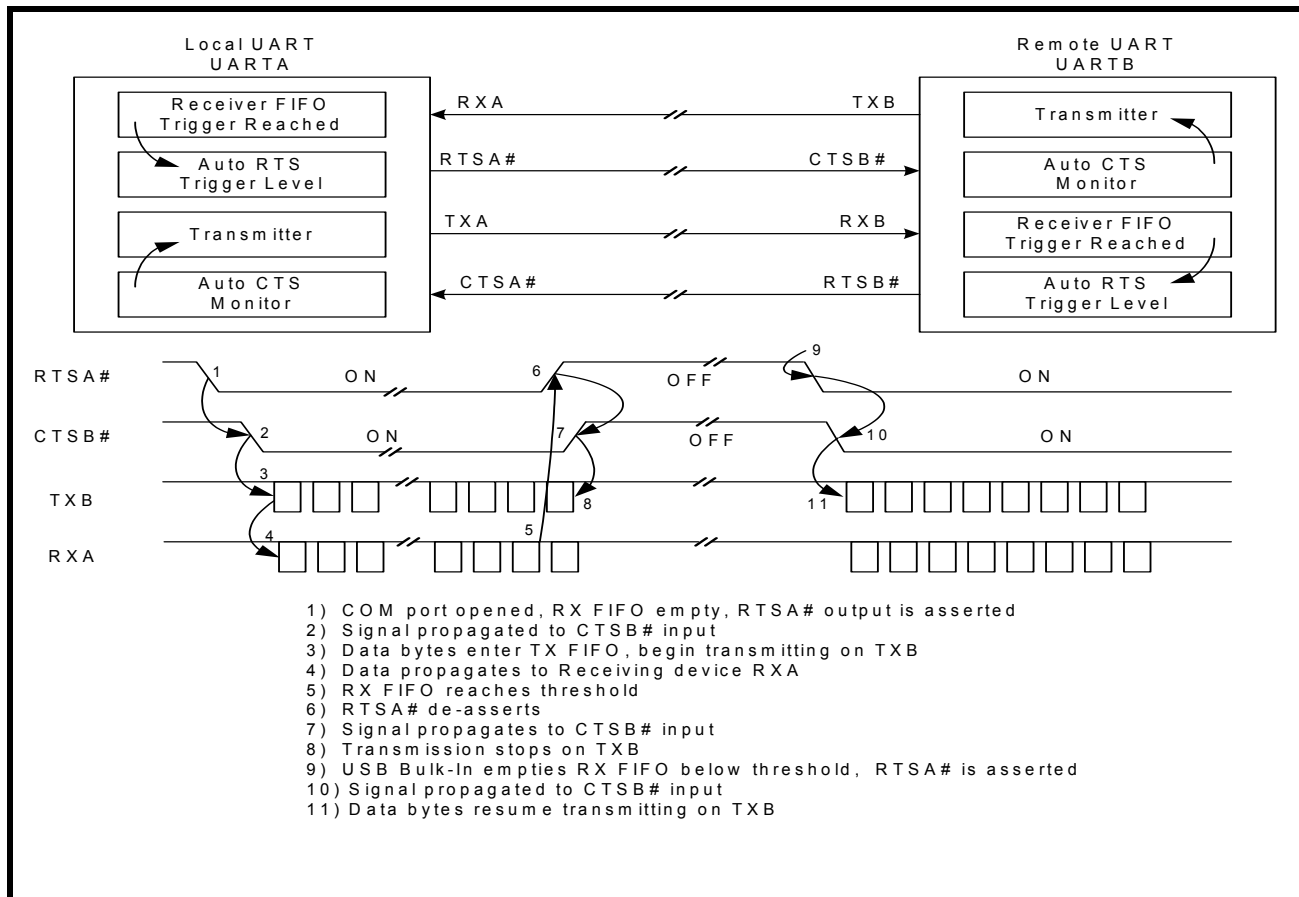 Local UART
UARTA
Remote UART
UARTB
Receiver FIFO
Trigger Reached
Auto RTS
Trigger Level
Transmitter
Auto CTS
Monitor
RXA
TXB
RTSA#
CTSB#
TXA
RXB
CTSA#
RTSB#
Transmitter
Auto CTS
Monitor
Receiver FIFO
Trigger Reached
Auto RTS
Trigger Level
RTSA#
1
ON
6
OFF
9
ON
CTSB#
2
ON
7
OFF
10
ON
TXB
3
8
11
RXA
4
5
1) COM port opened, RX FIFO empty, RTSA# output is asserted
2) Signal propagated to CTSB# input
3) Data bytes enter TX FIFO, begin transmitting on TXB
4) Data propagates to Receiving device RXA
5) RX FIFO reaches threshold
6) RTSA# de-asserts
7) Signal propagates to CTSB# input
8) Transmission stops on TXB
9) USB Bulk-In empties RX FIFO below threshold, RTSA# is asserted
10) Signal propagated to CTSB# input
11) Data bytes resume transmitting on TXB